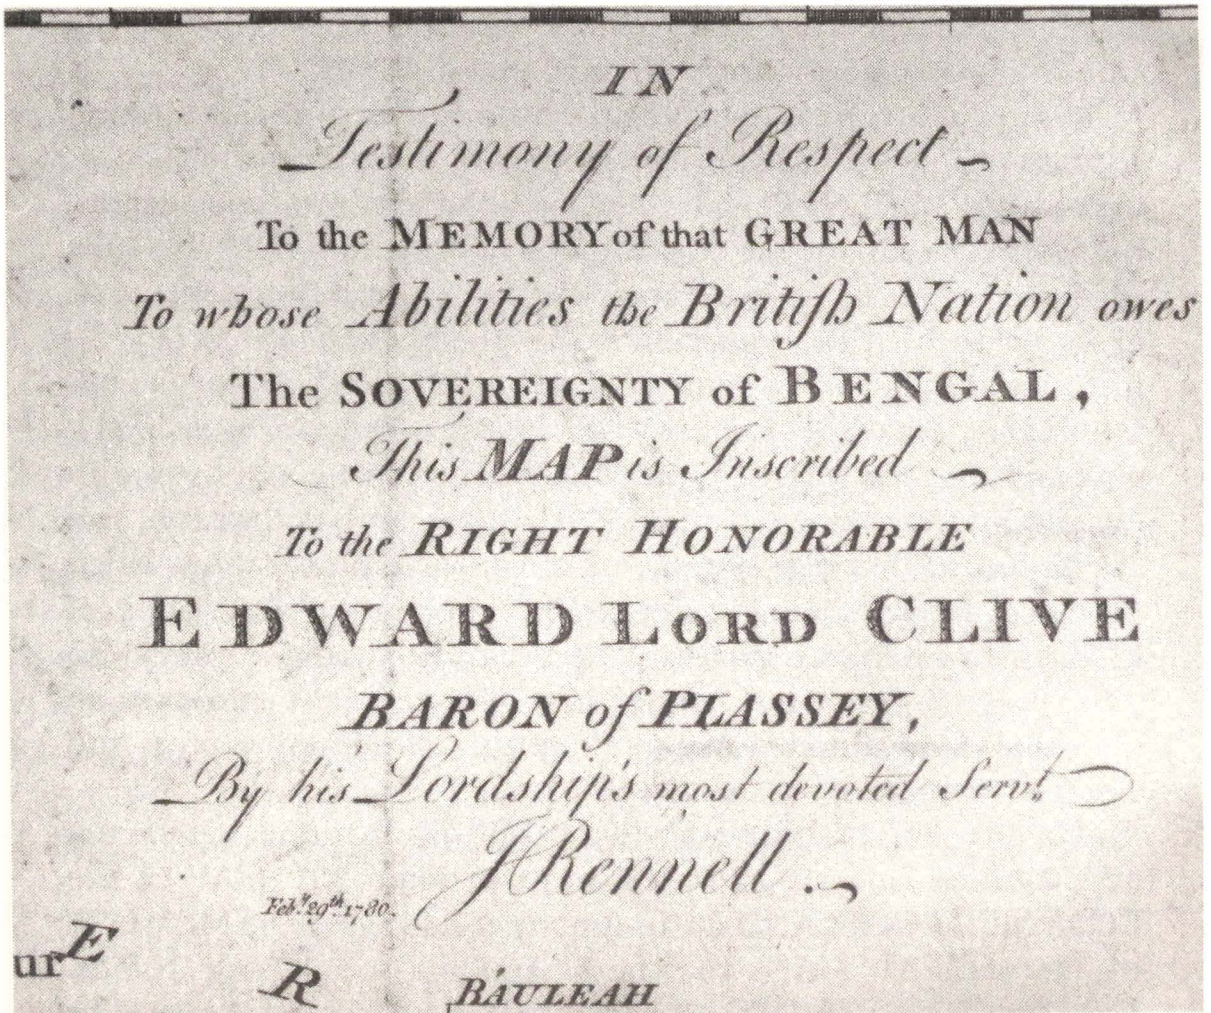 IN
Testimony of Respect
To the MEMORY of that GREAT MAN
To whose Abilities the Britiſh Nation owes
The SOVEREIGNTY of BENGAL,
This MAP is Inscribed
To the RIGHT HONORABLE
EDWARD LORD CLIVE
BARON of PLASSEY,
By his Lordship's most devoted Servt.
J Rennell.
Feby. 29th. 1780.
ur E
R BAULEAH